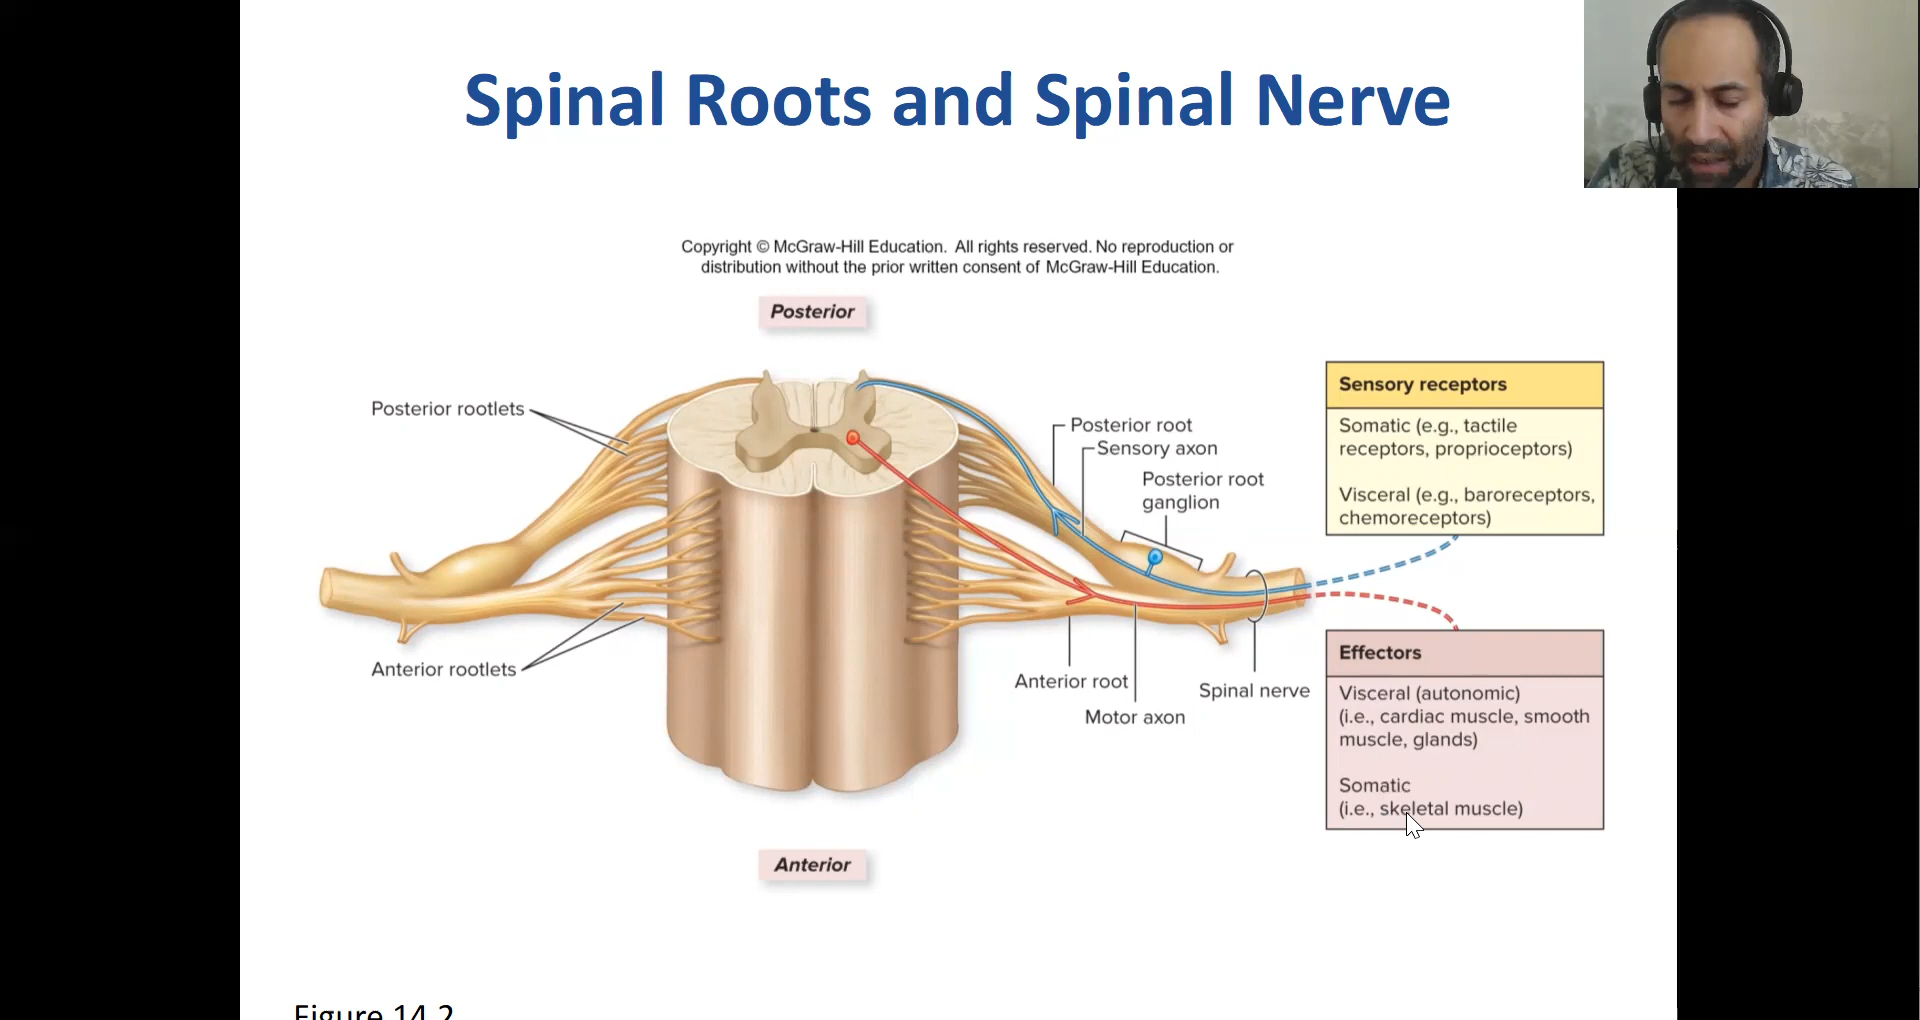 Spinal Roots and Spinal Nerve
Copyright © McGraw-Hill Education. All rights reserved. No reproduction or
distribution without the prior written consent of McGraw-Hill Education.
Posterior
Posterior rootlets
Anterior rootlets
Posterior root
Sensory axon
Posterior root
ganglion
Anterior root
Motor axon
Spinal nerve
Sensory receptors
Somatic (e.g., tactile
receptors, proprioceptors)
Visceral (e.g., baroreceptors,
chemoreceptors)
Effectors
Visceral (autonomic)
(i.e., cardiac muscle, smooth
muscle, glands)
Somatic
(i.e., skeletal muscle)
Anterior
Figure 14.2